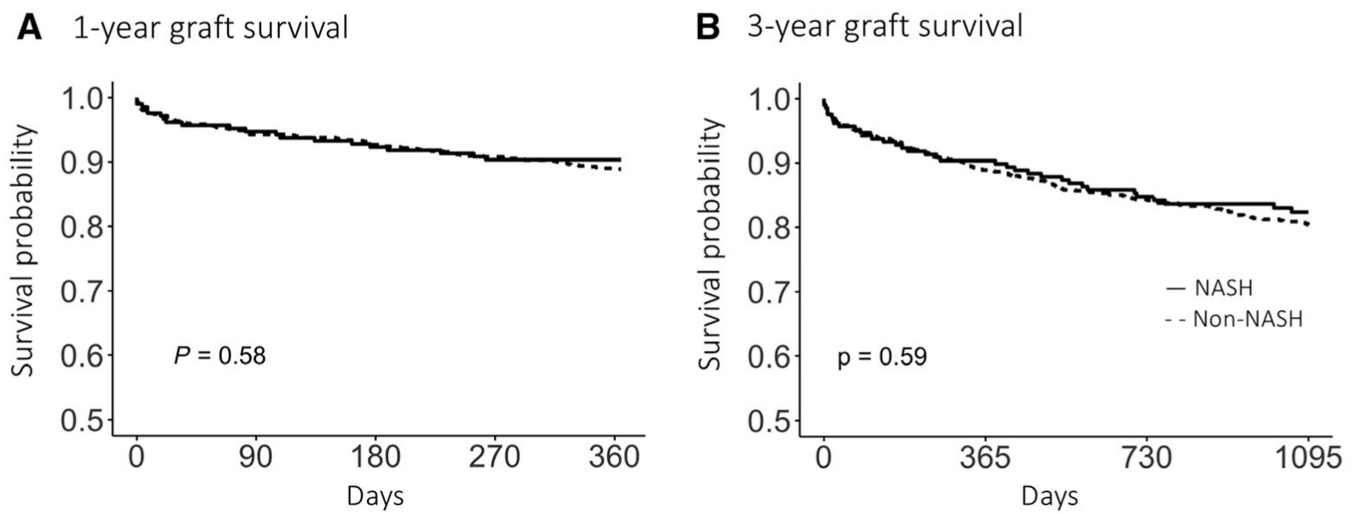 A 1-year graft survival
Survival probability
1.0
0.9
0.8
0.7
0.6
0.5
P = 0.58
0 90 180 270 360
Days
B 3-year graft survival
Survival probability
1.0
0.9
0.8
0.7
0.6
0.5
NASH
Non-NASH
p = 0.59
0 365 730 1095
Days